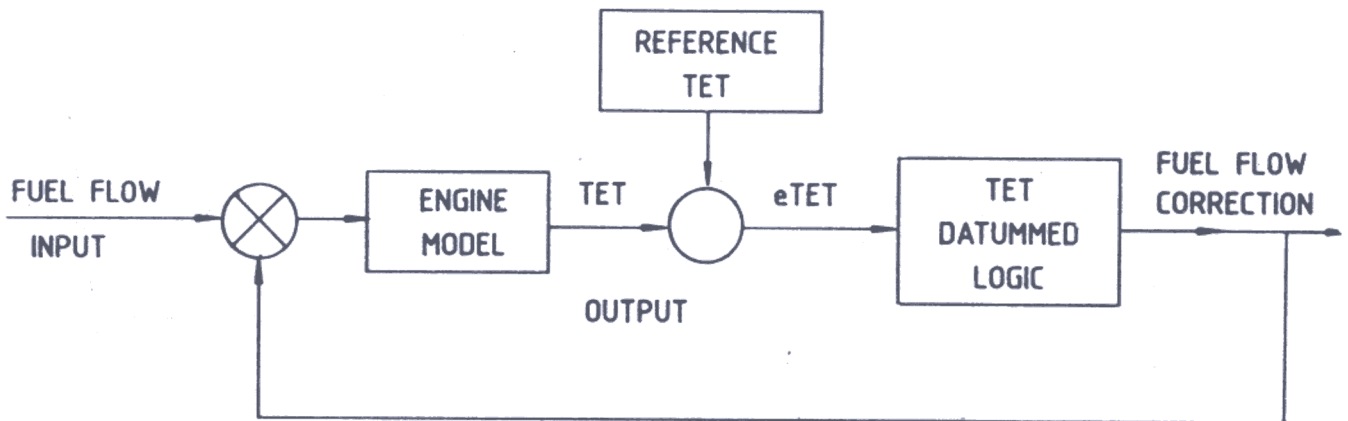 REFERENCE
TET
FUEL FLOW
INPUT
ENGINE
MODEL
TET
OUTPUT
eTET
TET
DATUMMED
LOGIC
FUEL FLOW
CORRECTION